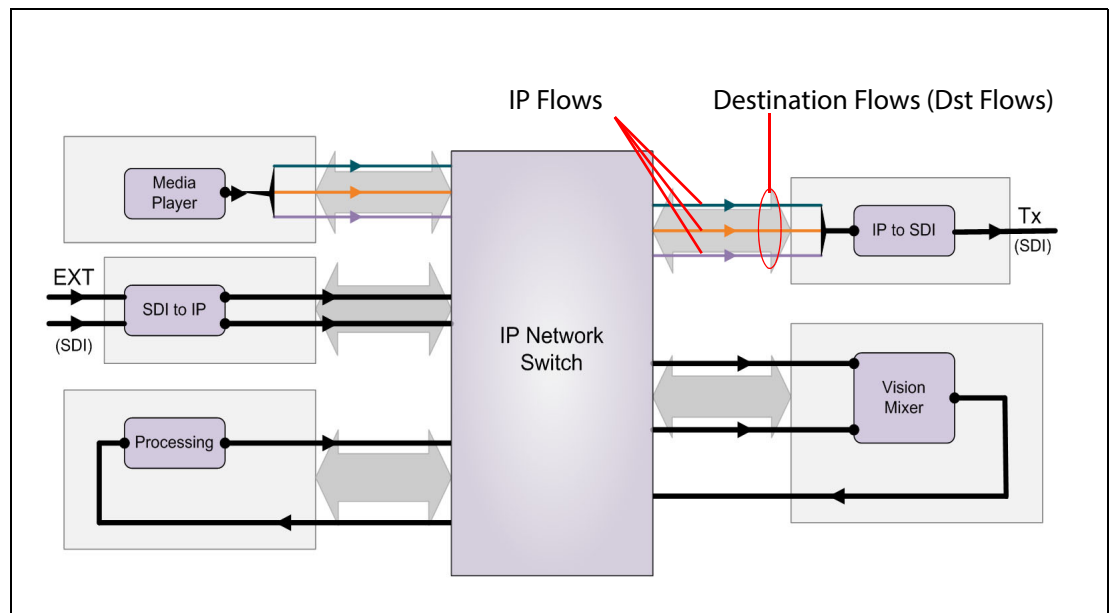 IP Flows
Destination Flows (Dst Flows)
Media
Player
EXT
SDI to IP
(SDI)
Processing
IP Network
Switch
IP to SDI
Tx
(SDI)
Vision
Mixer